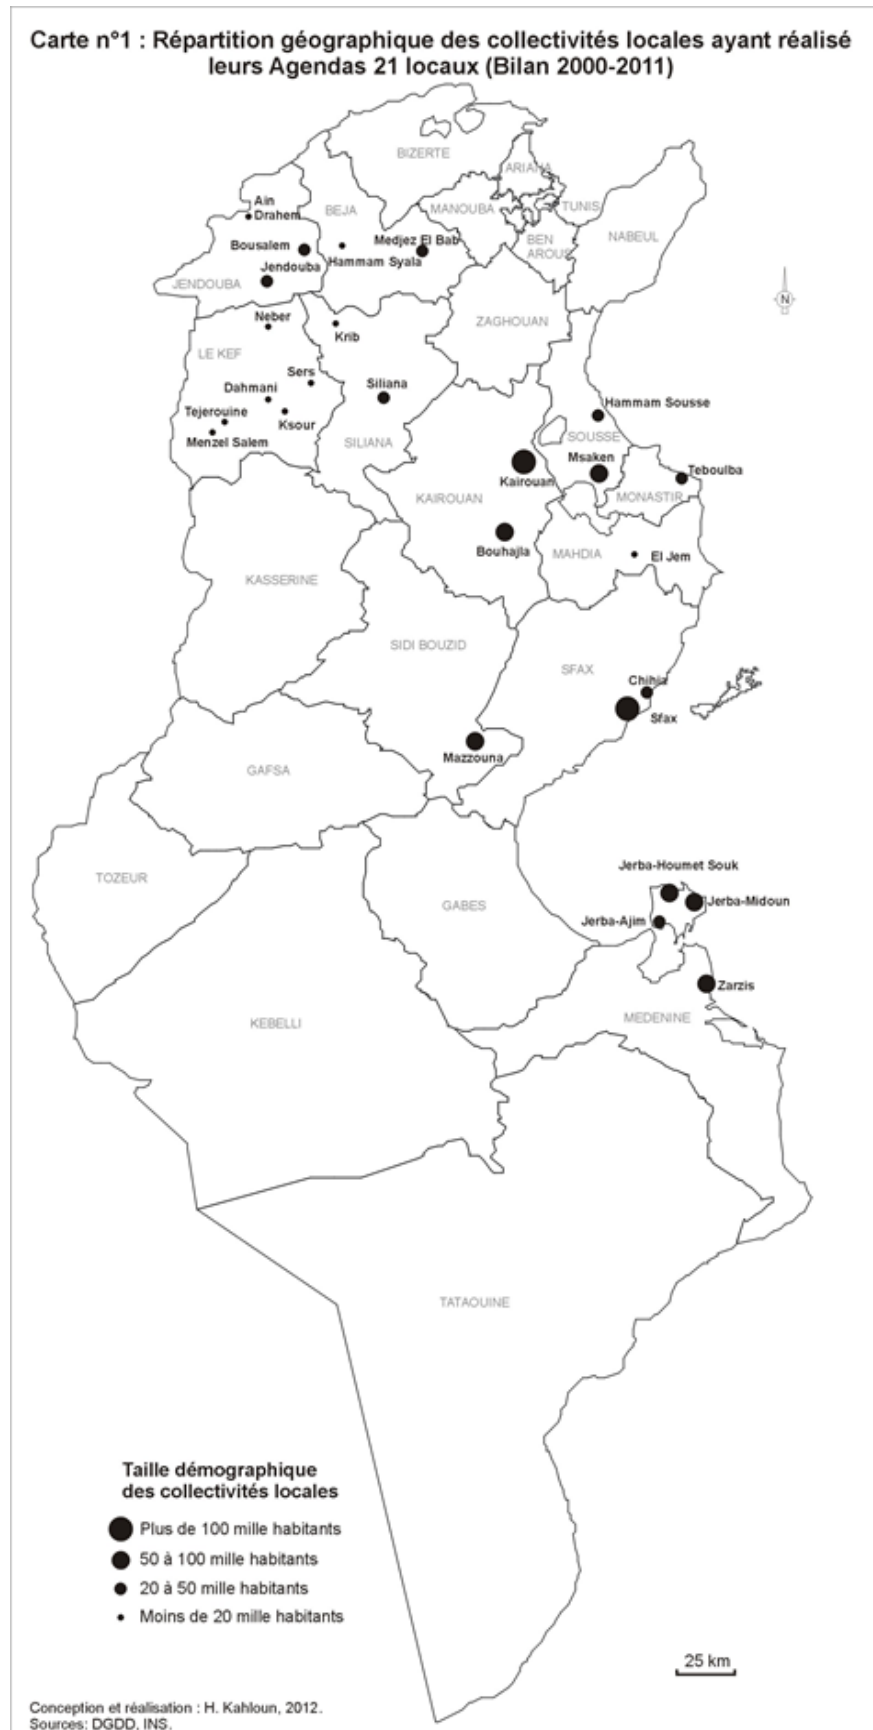 Carte n°1 : Répartition géographique des collectivités locales ayant réalisé
leurs Agendas 21 locaux (Bilan 2000-2011)
BIZERTE
ARIANA
Ain
Drahem
BEJA
MANOUBA
TUNIS
NABEUL
Bousalem
Medjez El Bab
BEN
AROUS
Hammam Syala
Jendouba
JENDOUBA
N
Neber
Krib
ZAGHOUAN
LE KEF
Sers
Dahmani
Siliana
Tejerouine
Ksour
Menzel Salem
SILIANA
Hammam Sousse
SOUSSE
Msaken
Teboulba
Kairouan
KAIROUAN
MONASTIR
Bouhajla
MAHDIA
El Jem
KASSERINE
SIDI BOUZID
SFAX
Chihia
Sfax
Mazzouna
GAFSA
Jerba-Houmet Souk
TOZEUR
GABES
Jerba-Midoun
Jerba-Ajim
Zarzis
KEBELLI
MEDENINE
TATAOUINE
Taille démographique
des collectivités locales
Plus de 100 mille habitants
50 à 100 mille habitants
20 à 50 mille habitants
Moins de 20 mille habitants
25 km
Conception et réalisation : H. Kahloun, 2012.
Sources: DGDD, INS.